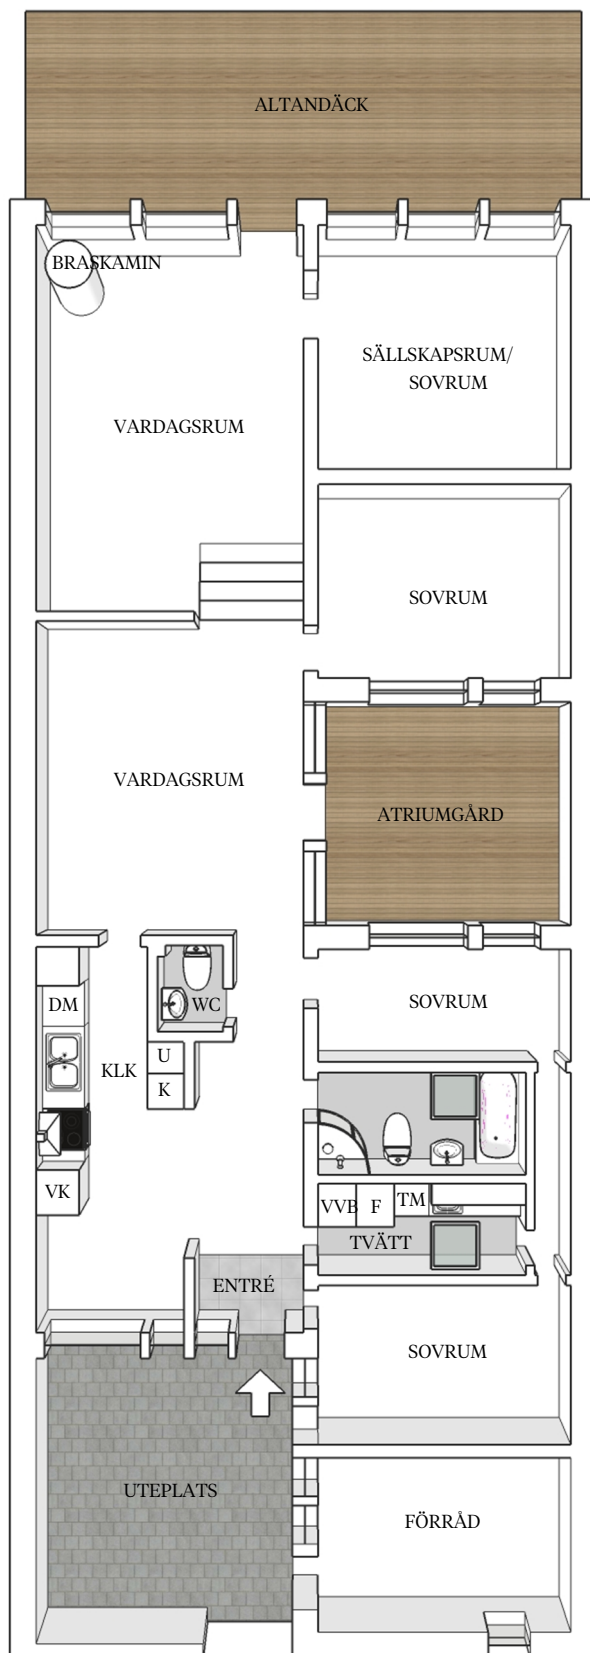 ALTANDÄCK
BRASKAMIN
SÄLLSKAPSRUM/
SOVRUM
VARDAGSRUM
SOVRUM
VARDAGSRUM
ATRIUMGÅRD
DM
WC
SOVRUM
U
KLK
K
VK
VVB
F
TM
TVÄTT
ENTRÉ
SOVRUM
UTEPLATS
FÖRRÅD